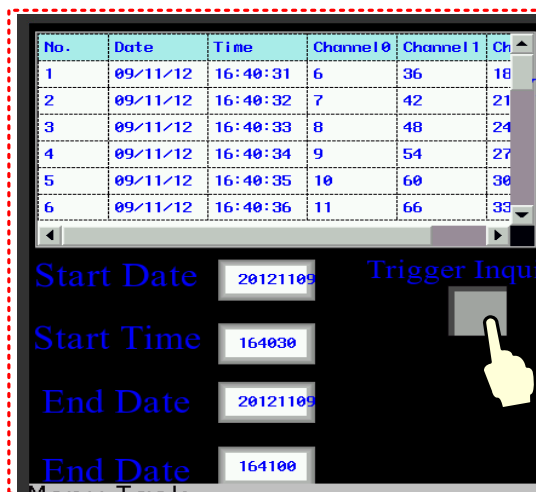 No. Date Time Channel0 Channel1 Ch
1 09/11/12 16:40:31 6 36 18
2 09/11/12 16:40:32 7 42 21
3 09/11/12 16:40:33 8 48 24
4 09/11/12 16:40:34 9 54 27
5 09/11/12 16:40:35 10 60 30
6 09/11/12 16:40:36 11 66 33
Start Date 20121109 Trigger Inqu
Start Time 164030
End Date 20121109
End Date 164100